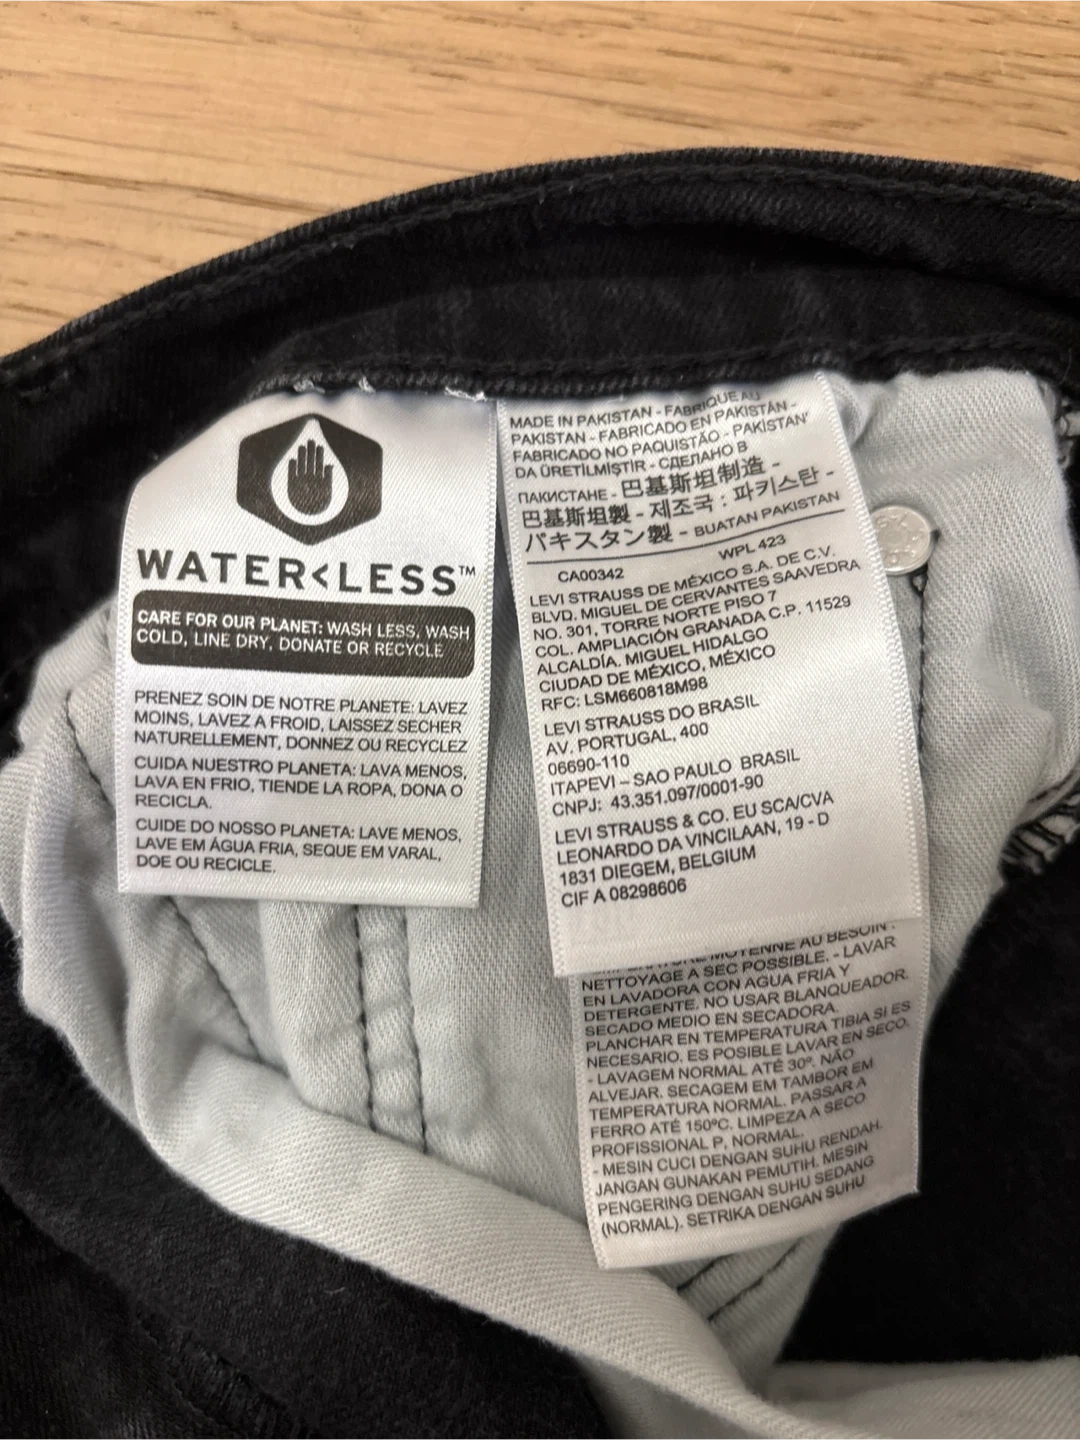 WATER<LESS™
CARE FOR OUR PLANET: WASH LESS, WASH
COLD, LINE DRY, DONATE OR RECYCLE
PRENEZ SOIN DE NOTRE PLANETE: LAVEZ
MOINS, LAVEZ A FROID, LAISSEZ SECHER
NATURELLEMENT, DONNEZ OU RECYCLEZ
CUIDA NUESTRO PLANETA: LAVA MENOS,
LAVA EN FRIO, TIENDE LA ROPA, DONA O
RECICLA.
CUIDE DO NOSSO PLANETA: LAVE MENOS,
LAVE EM ÁGUA FRIA, SEQUE EM VARAL,
DOE OU RECICLE.
MADE IN PAKISTAN - FABRIQUE AU
PAKISTAN - FABRICADO EN PAKISTÁN -
FABRICADO NO PAQUISTÃO - PAKISTAN'
DA ÜRETİLMİŞTİR - СДЕЛАНО В
ПАКИСТАНЕ - 巴基斯坦制造 -
巴基斯坦製 - 제조국 : 파키스탄 -
パキスタン製 - BUATAN PAKISTAN
CA00342 WPL 423
LEVI STRAUSS DE MÉXICO S.A. DE C.V.
BLVD. MIGUEL DE CERVANTES SAAVEDRA
NO. 301, TORRE NORTE PISO 7
COL. AMPLIACIÓN GRANADA C.P. 11529
ALCALDÍA. MIGUEL HIDALGO
CIUDAD DE MÉXICO, MÉXICO
RFC: LSM660818M98
LEVI STRAUSS DO BRASIL
AV. PORTUGAL, 400
06690-110
ITAPEVI – SAO PAULO BRASIL
CNPJ: 43.351.097/0001-90
LEVI STRAUSS & CO. EU SCA/CVA
LEONARDO DA VINCILAAN, 19 - D
1831 DIEGEM, BELGIUM
CIF A 08298606
MOYENNE AU BESOIN :
NETTOYAGE A SEC POSSIBLE. - LAVAR
EN LAVADORA CON AGUA FRIA Y
DETERGENTE. NO USAR BLANQUEADOR.
SECADO MEDIO EN SECADORA.
PLANCHAR EN TEMPERATURA TIBIA SI ES
NECESARIO. ES POSIBLE LAVAR EN SECO.
- LAVAGEM NORMAL ATÉ 30º. NÃO
ALVEJAR. SECAGEM EM TAMBOR EM
TEMPERATURA NORMAL. PASSAR A
FERRO ATÉ 150ºC. LIMPEZA A SECO
PROFISSIONAL P, NORMAL.
- MESIN CUCI DENGAN SUHU RENDAH.
JANGAN GUNAKAN PEMUTIH. MESIN
PENGERING DENGAN SUHU SEDANG
(NORMAL). SETRIKA DENGAN SUHU